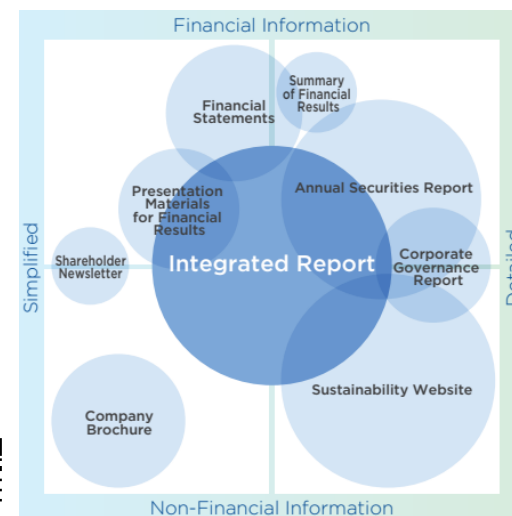 Financial Information
Summary
of Financial
Results
Financial
Statements
Presentation
Materials
for Financial
Results
Annual Securities Report
Simplified
Shareholder
Newsletter
Integrated Report
Corporate
Governance
Report
Detailed
Sustainability Website
Company
Brochure
Non-Financial Information